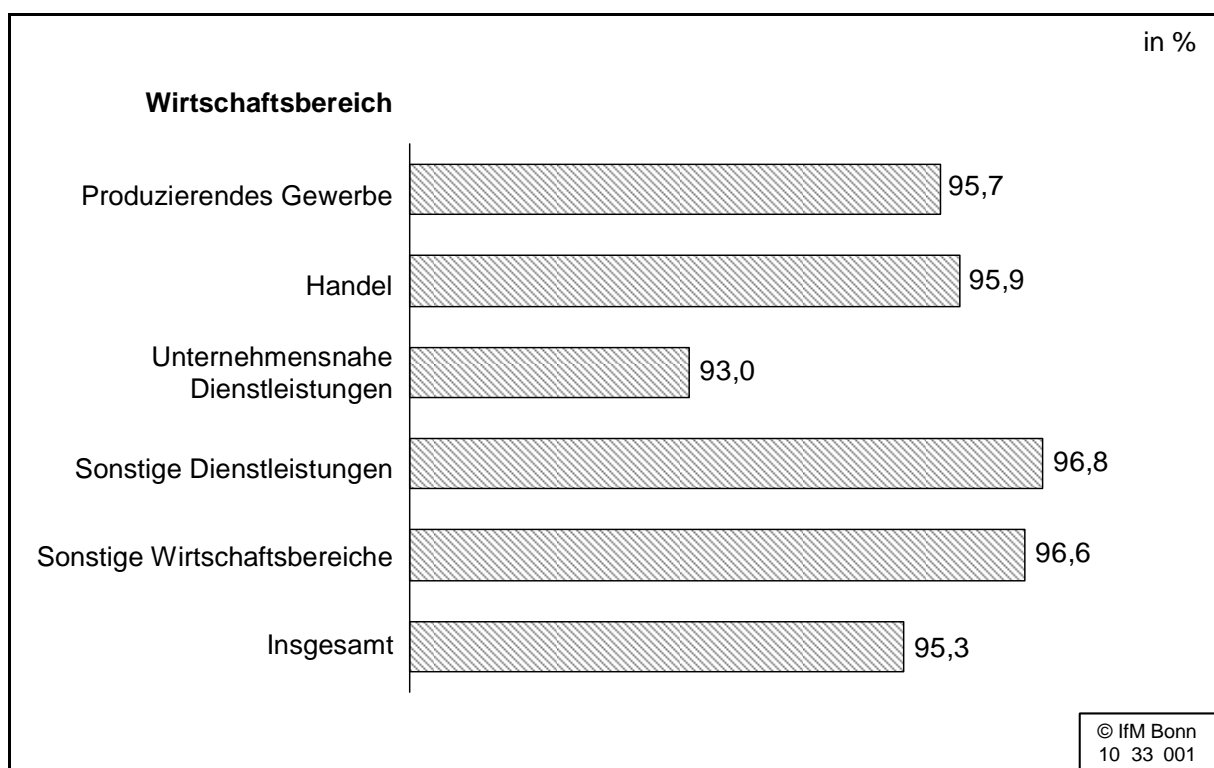 in %
Wirtschaftsbereich
Produzierendes Gewerbe
95,7
Handel
95,9
Unternehmensnahe
Dienstleistungen
93,0
Sonstige Dienstleistungen
96,8
Sonstige Wirtschaftsbereiche
96,6
Insgesamt
95,3
© IfM Bonn
10 33 001